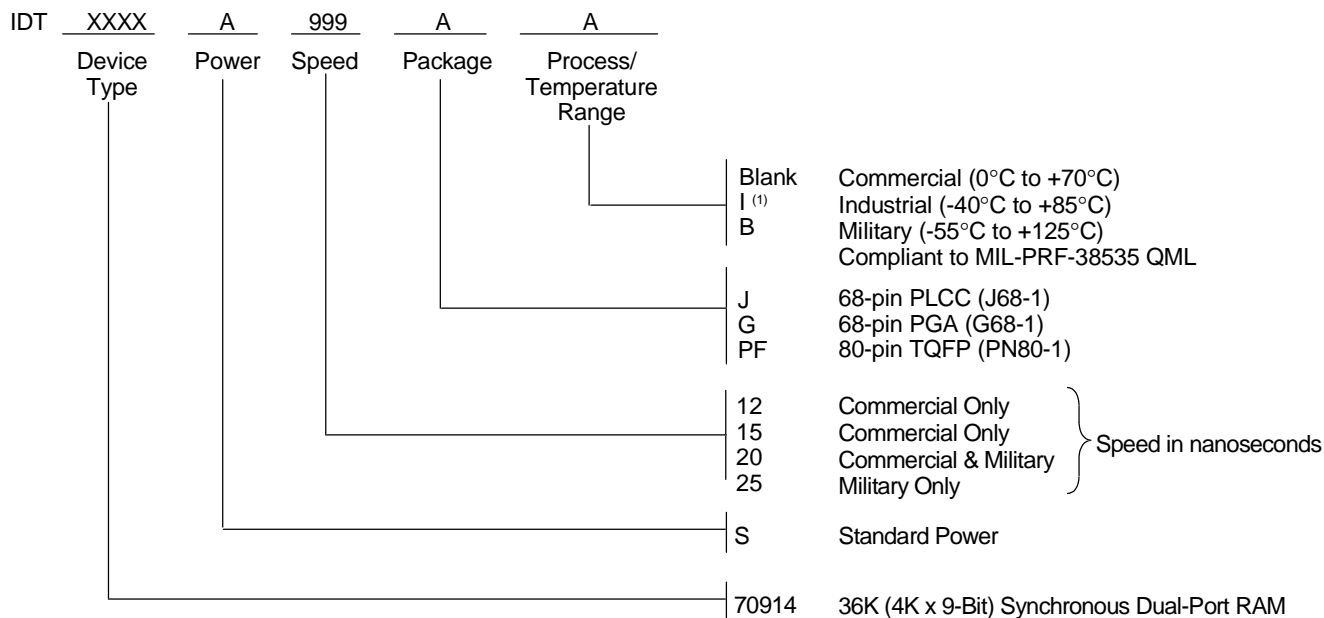 IDT XXXX A 999 A A
Device Type Power Speed Package Process/ Temperature Range
Blank Commercial (0°C to +70°C)
I (1) Industrial (-40°C to +85°C)
B Military (-55°C to +125°C)
Compliant to MIL-PRF-38535 QML
J 68-pin PLCC (J68-1)
G 68-pin PGA (G68-1)
PF 80-pin TQFP (PN80-1)
12 Commercial Only
15 Commercial Only
20 Commercial & Military
25 Military Only
Speed in nanoseconds
S Standard Power
70914 36K (4K x 9-Bit) Synchronous Dual-Port RAM